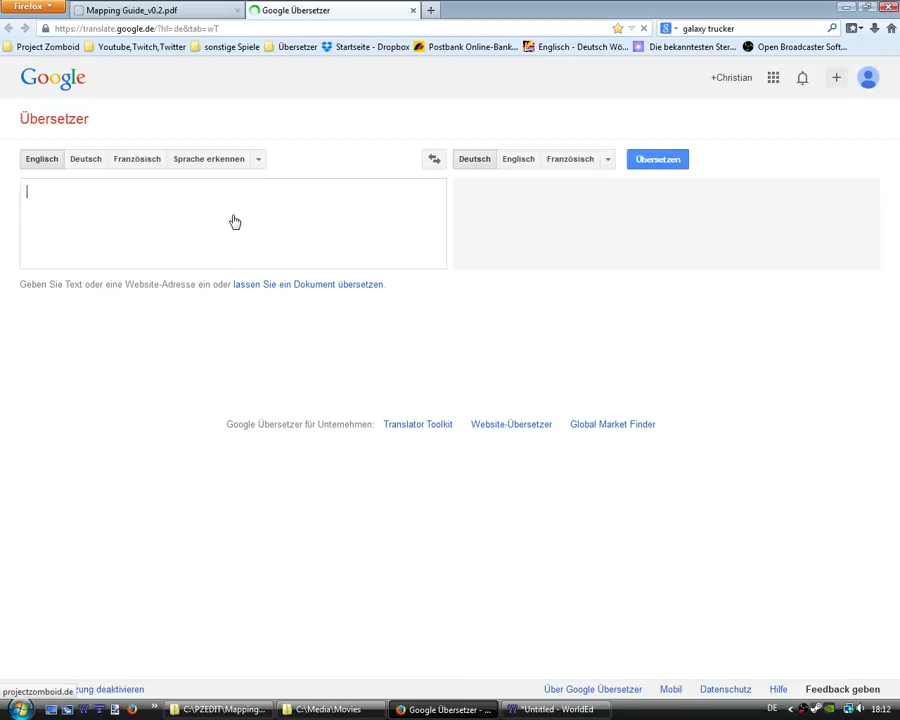 Firefox
Mapping Guide_v0.2.pdf
Google Übersetzer
https://translate.google.de/?hl=de&tab=wT
galaxy trucker
Project Zomboid
Youtube,Twitch,Twitter
sonstige Spiele
Übersetzer
Startseite - Dropbox
Postbank Online-Bank...
Englisch - Deutsch Wö...
Die bekanntesten Ster...
Open Broadcaster Soft...
Google
+Christian
Übersetzer
Englisch
Deutsch
Französisch
Sprache erkennen
Deutsch
Englisch
Französisch
Übersetzen
Geben Sie Text oder eine Website-Adresse ein oder lassen Sie ein Dokument übersetzen.
Google Übersetzer für Unternehmen:
Translator Toolkit
Website-Übersetzer
Global Market Finder
projectzomboid.de
zung deaktivieren
Über Google Übersetzer
Mobil
Datenschutz
Hilfe
Feedback geben
C:\PZEDIT\Mapping...
C:\Media\Movies
Google Übersetzer - ...
*Untitled - WorldEd
DE
18:12